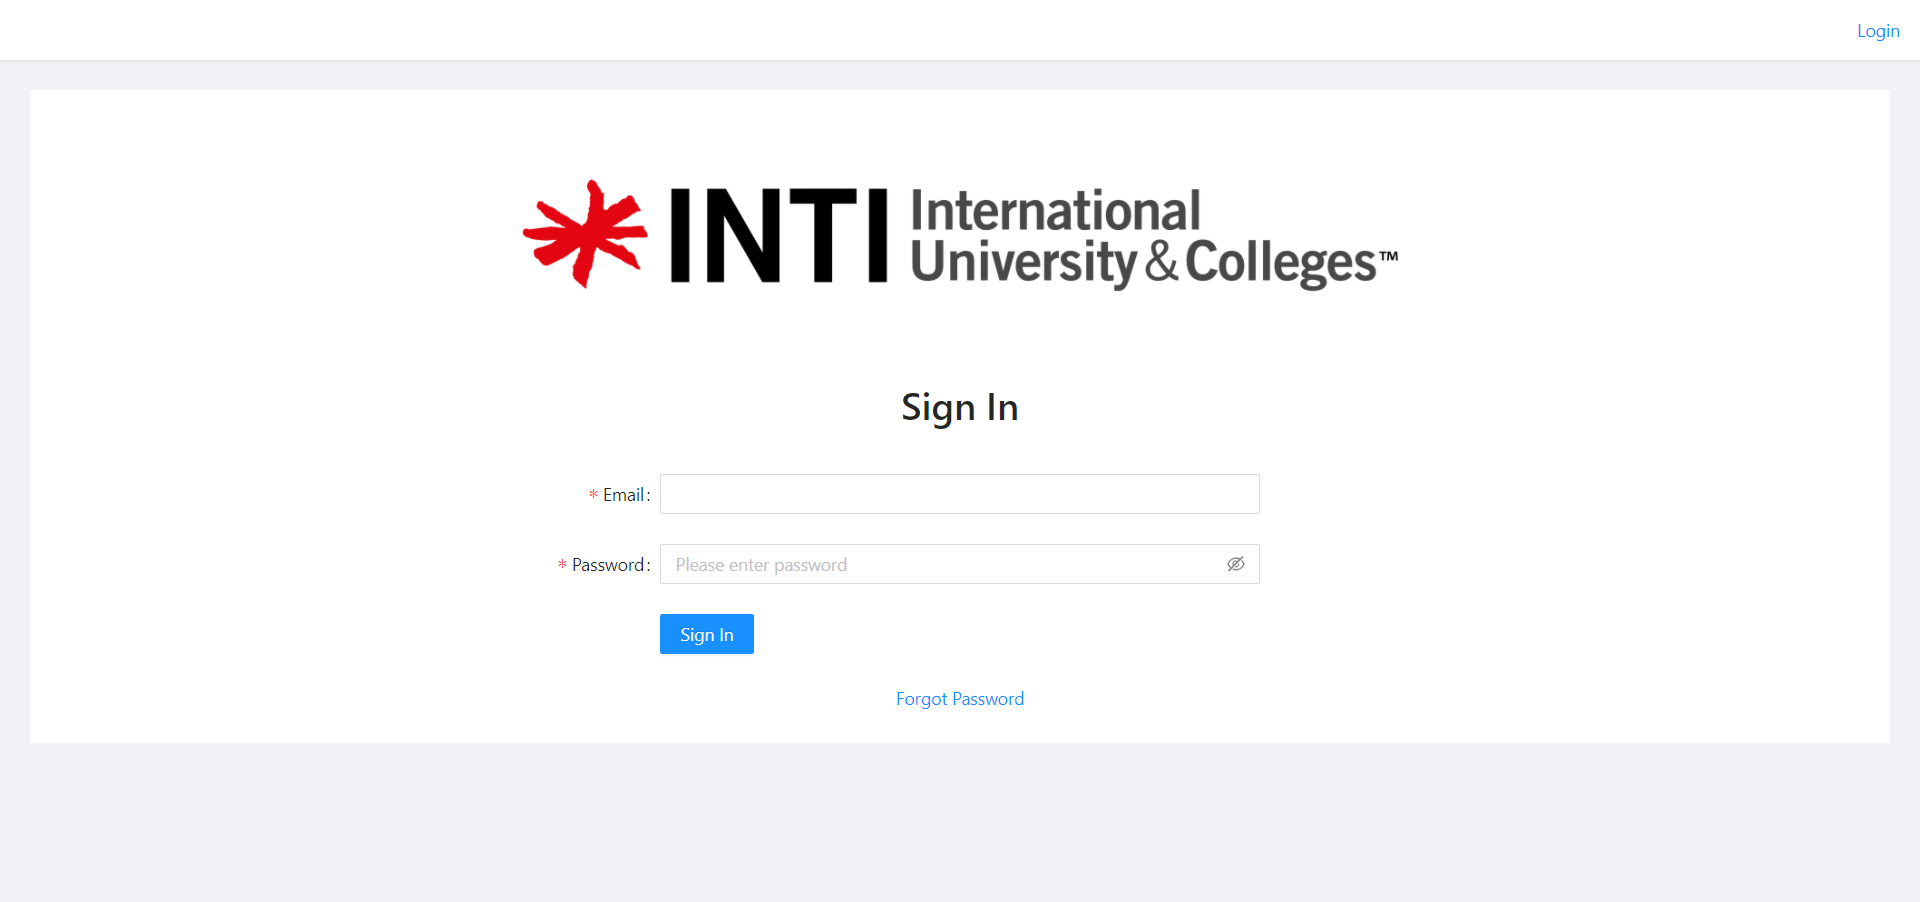 Login
INTI International
University & Colleges™
Sign In
* Email:
* Password: Please enter password
Sign In
Forgot Password